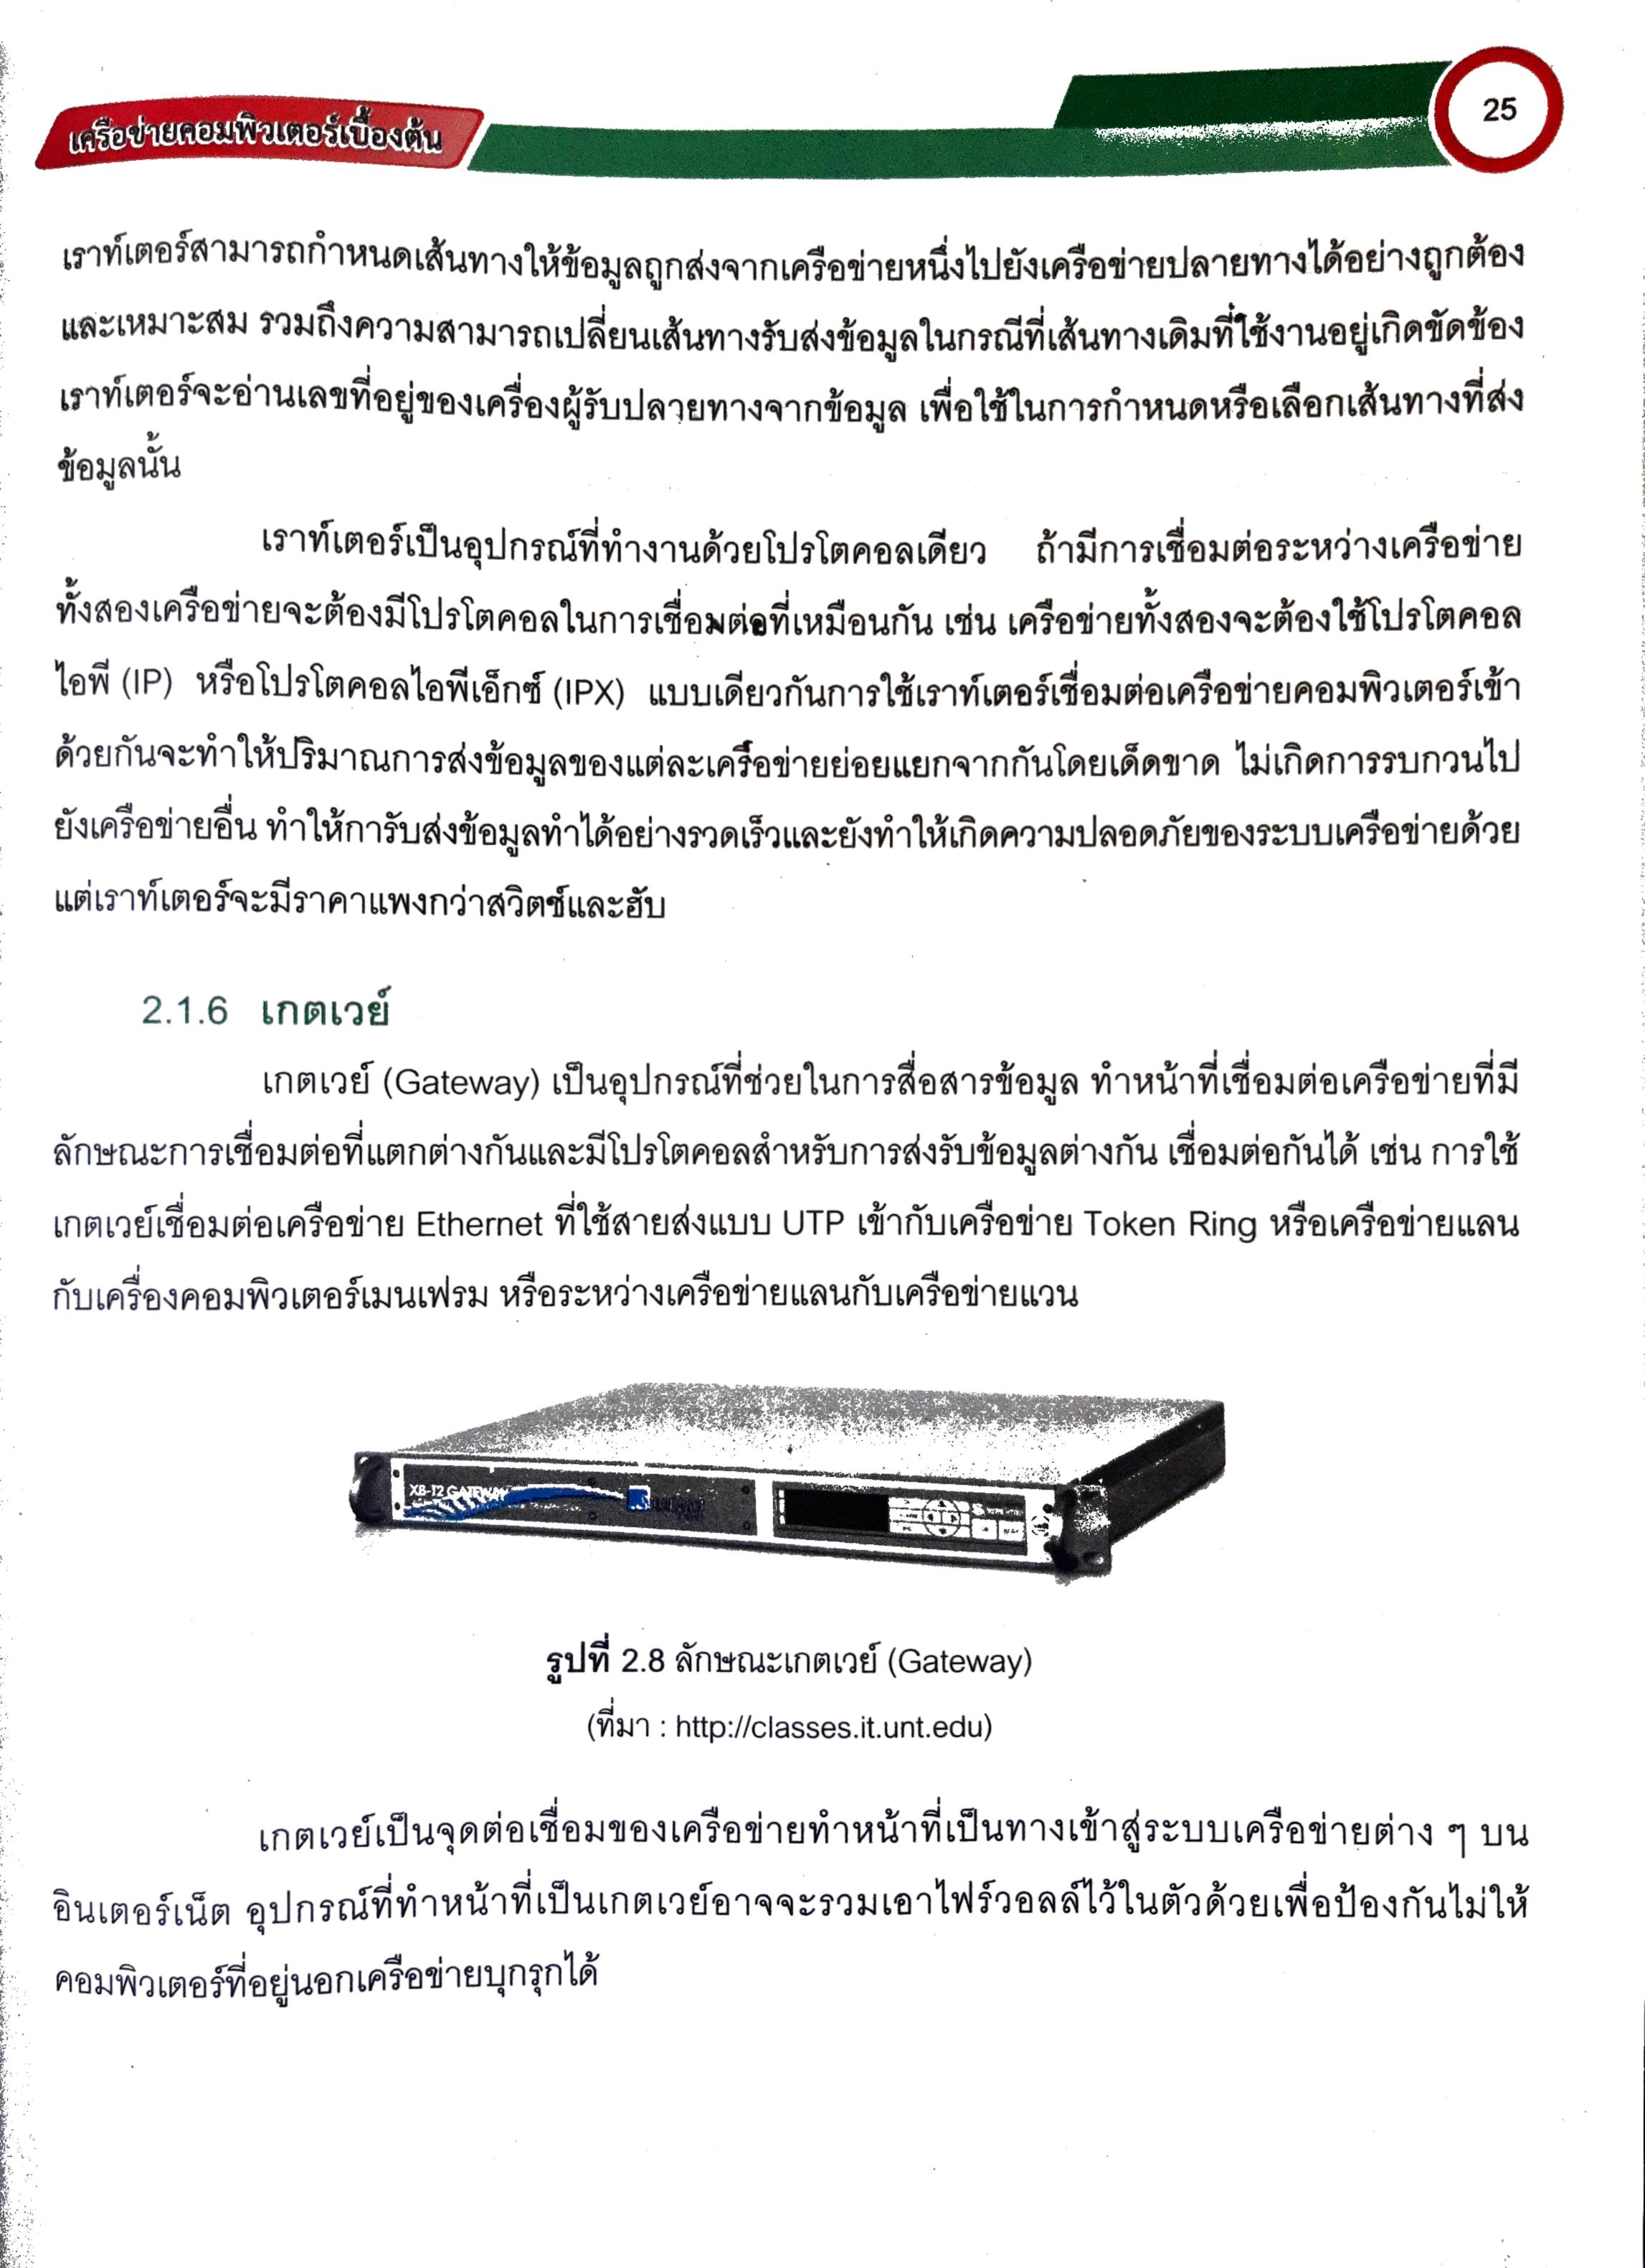 เครือข่ายคอมพิวเตอร์เบื้องต้น
25
เราท์เตอร์สามารถกำหนดเส้นทางให้ข้อมูลถูกส่งจากเครือข่ายหนึ่งไปยังเครือข่ายปลายทางได้อย่างถูกต้อง
และเหมาะสม รวมถึงความสามารถเปลี่ยนเส้นทางรับส่งข้อมูลในกรณีที่เส้นทางเดิมที่ใช้งานอยู่เกิดขัดข้อง
เราท์เตอร์จะอ่านเลขที่อยู่ของเครื่องผู้รับปลายทางจากข้อมูล เพื่อใช้ในการกำหนดหรือเลือกเส้นทางที่ส่ง
ข้อมูลนั้น
เราท์เตอร์เป็นอุปกรณ์ที่ทำงานด้วยโปรโตคอลเดียว ถ้ามีการเชื่อมต่อระหว่างเครือข่าย
ทั้งสองเครือข่ายจะต้องมีโปรโตคอลในการเชื่อมต่อที่เหมือนกัน เช่น เครือข่ายทั้งสองจะต้องใช้โปรโตคอล
ไอพี (IP) หรือโปรโตคอลไอพีเอ็กซ์ (IPX) แบบเดียวกันการใช้เราท์เตอร์เชื่อมต่อเครือข่ายคอมพิวเตอร์เข้า
ด้วยกันจะทำให้ปริมาณการส่งข้อมูลของแต่ละเครือข่ายย่อยแยกจากกันโดยเด็ดขาด ไม่เกิดการรบกวนไป
ยังเครือข่ายอื่น ทำให้การับส่งข้อมูลทำได้อย่างรวดเร็วและยังทำให้เกิดความปลอดภัยของระบบเครือข่ายด้วย
แต่เราท์เตอร์จะมีราคาแพงกว่าสวิตช์และฮับ
2.1.6 เกตเวย์
เกตเวย์ (Gateway) เป็นอุปกรณ์ที่ช่วยในการสื่อสารข้อมูล ทำหน้าที่เชื่อมต่อเครือข่ายที่มี
ลักษณะการเชื่อมต่อที่แตกต่างกันและมีโปรโตคอลสำหรับการส่งรับข้อมูลต่างกัน เชื่อมต่อกันได้ เช่น การใช้
เกตเวย์เชื่อมต่อเครือข่าย Ethernet ที่ใช้สายส่งแบบ UTP เข้ากับเครือข่าย Token Ring หรือเครือข่ายแลน
กับเครื่องคอมพิวเตอร์เมนเฟรม หรือระหว่างเครือข่ายแลนกับเครือข่ายแวน
XB-12 GATEWAY
รูปที่ 2.8 ลักษณะเกตเวย์ (Gateway)
(ที่มา : http://classes.it.unt.edu)
เกตเวย์เป็นจุดต่อเชื่อมของเครือข่ายทำหน้าที่เป็นทางเข้าสู่ระบบเครือข่ายต่าง ๆ บน
อินเตอร์เน็ต อุปกรณ์ที่ทำหน้าที่เป็นเกตเวย์อาจจะรวมเอาไฟร์วอลล์ไว้ในตัวด้วยเพื่อป้องกันไม่ให้
คอมพิวเตอร์ที่อยู่นอกเครือข่ายบุกรุกได้